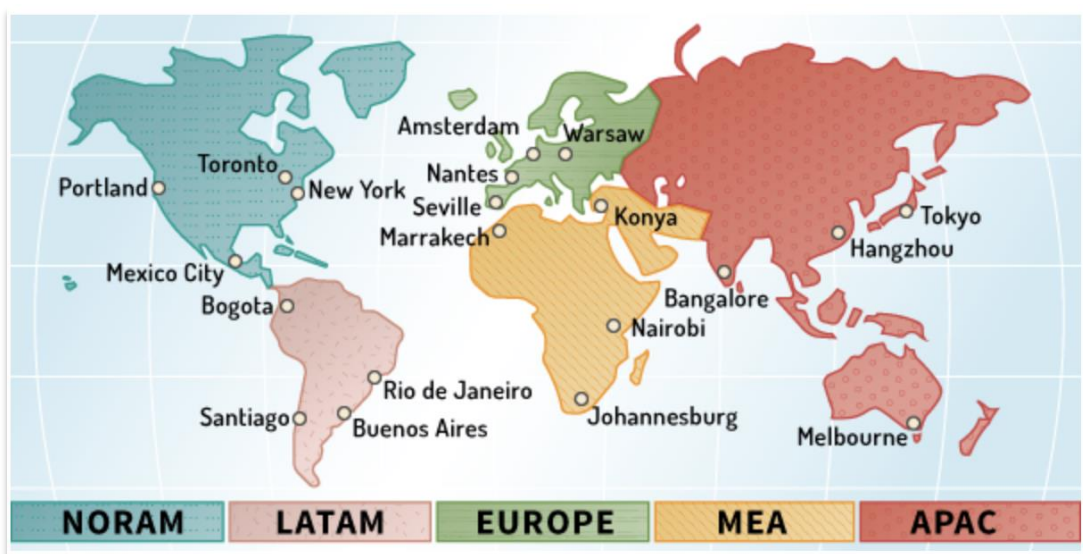 Amsterdam
Warsaw
Toronto
Nantes
Portland
New York
Seville
Konya
Tokyo
Marrakech
Hangzhou
Mexico City
Bogota
Bangalore
Nairobi
Rio de Janeiro
Santiago
Buenos Aires
Johannesburg
Melbourne
NORAM
LATAM
EUROPE
MEA
APAC